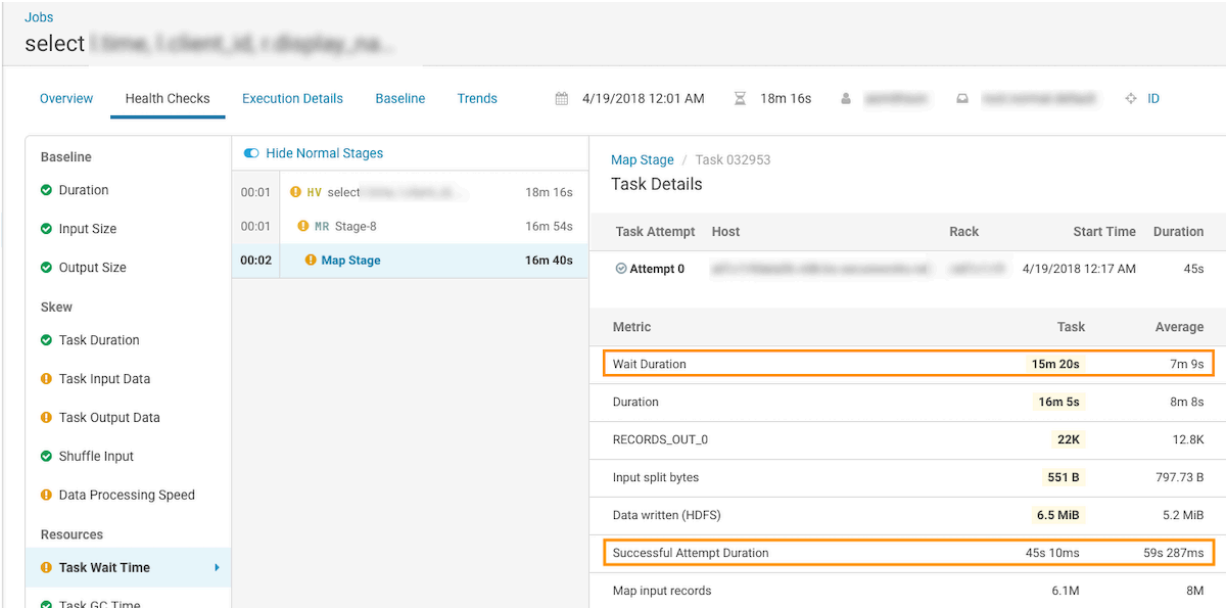 Jobs
select
Overview Health Checks Execution Details Baseline Trends 4/19/2018 12:01 AM 18m 16s ID
Baseline
Duration
Input Size
Output Size
Skew
Task Duration
Task Input Data
Task Output Data
Shuffle Input
Data Processing Speed
Resources
Task Wait Time
Task GC Time
Hide Normal Stages
00:01 HV select 18m 16s
00:01 MR Stage-8 16m 54s
00:02 Map Stage 16m 40s
Map Stage / Task 032953
Task Details
Task Attempt Host Rack Start Time Duration
Attempt 0 4/19/2018 12:17 AM 45s
Metric Task Average
Wait Duration 15m 20s 7m 9s
Duration 16m 5s 8m 8s
RECORDS_OUT_0 22K 12.8K
Input split bytes 551 B 797.73 B
Data written (HDFS) 6.5 MiB 5.2 MiB
Successful Attempt Duration 45s 10ms 59s 287ms
Map input records 6.1M 8M